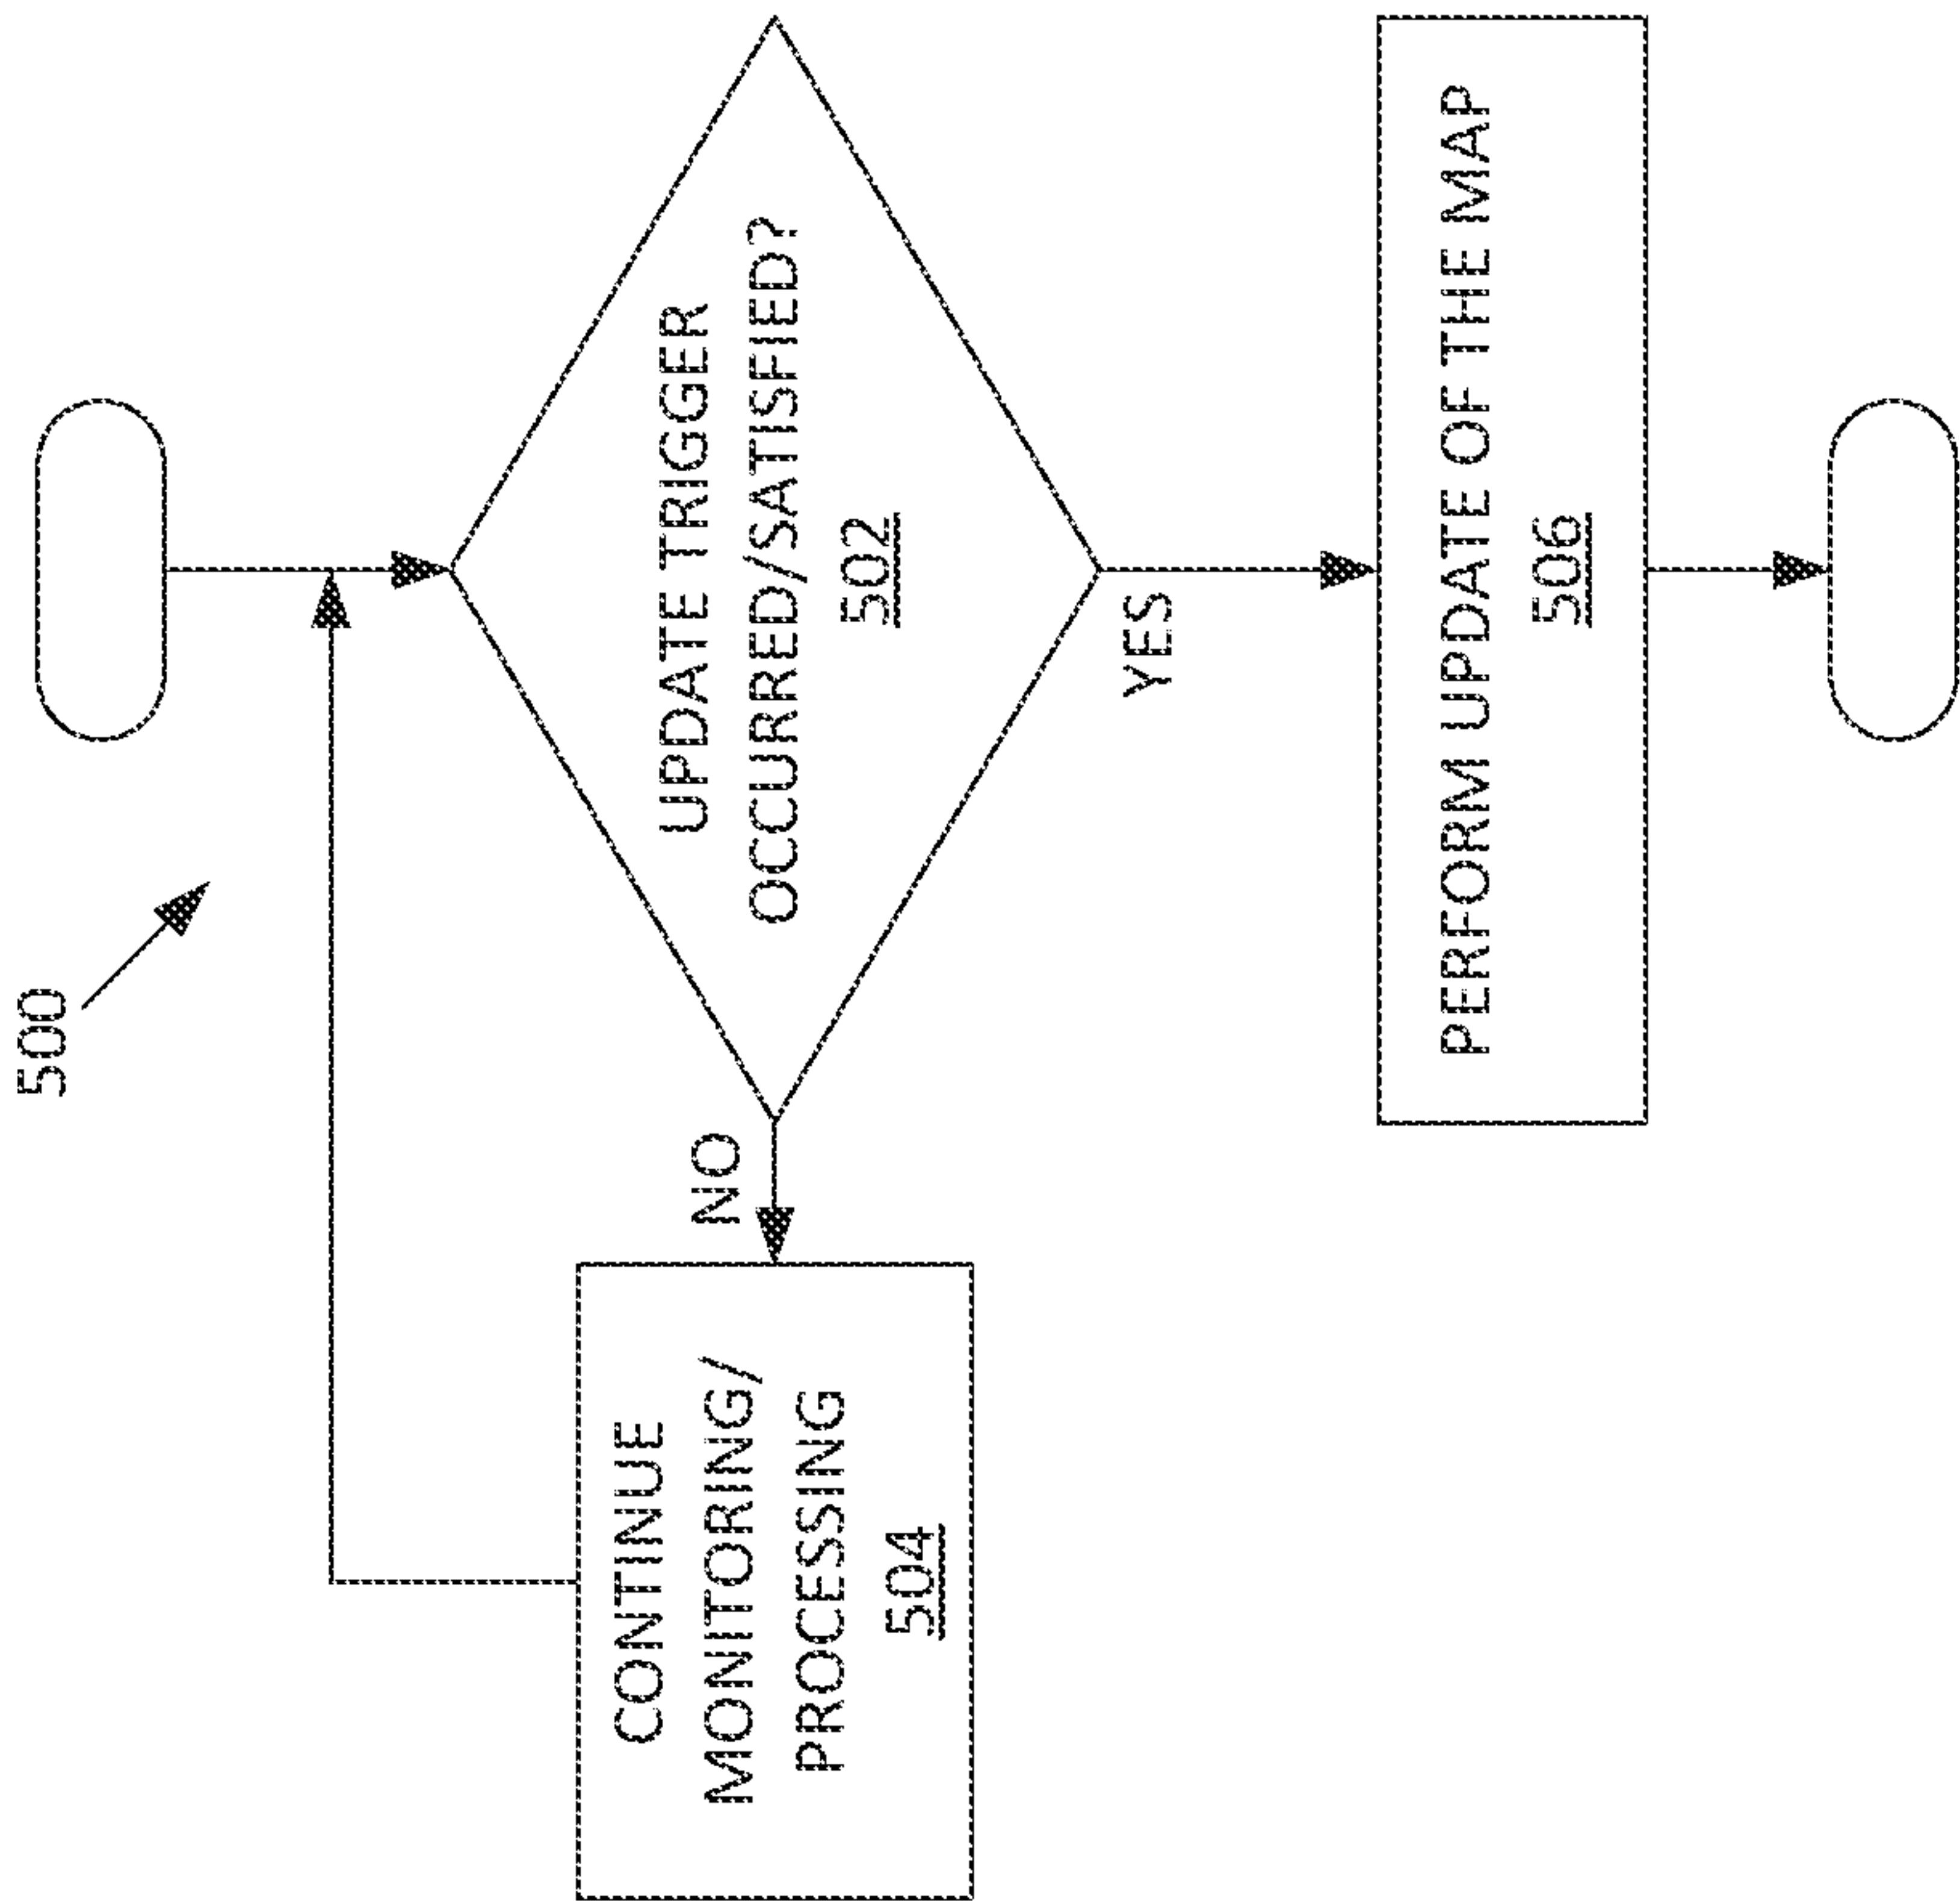 500
UPDATE TRIGGER
OCCURRED/SATISFIED?
502
NO
CONTINUE
MONITORING/
PROCESSING
504
YES
PERFORM UPDATE OF THE MAP
506